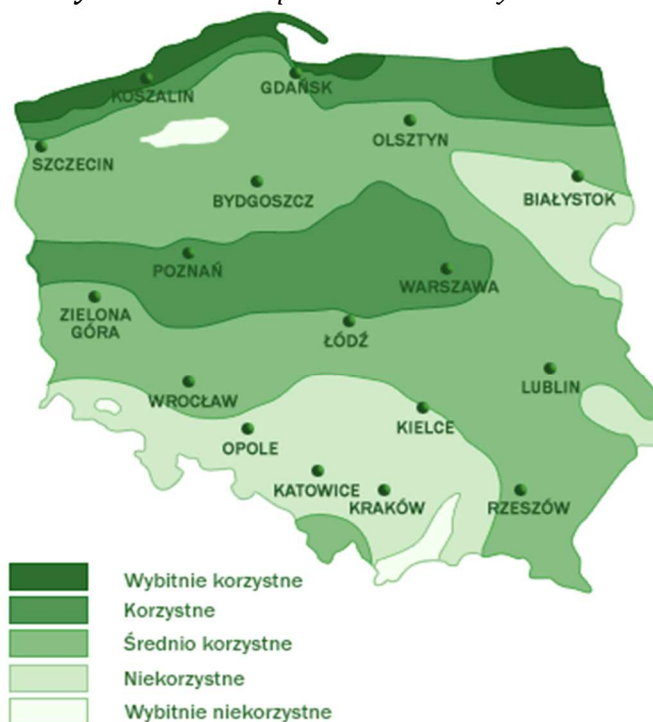 KOSZALIN
GDAŃSK
OLSZTYN
SZCZECIN
BYDGOSZCZ
BIAŁYSTOK
POZNAŃ
WARSZAWA
ZIELONA
GÓRA
ŁÓDŹ
LUBLIN
WROCŁAW
KIELCE
OPOLE
KATOWICE
KRAKÓW
RZESZÓW
Wybitnie korzystne
Korzystne
Średnio korzystne
Niekorzystne
Wybitnie niekorzystne